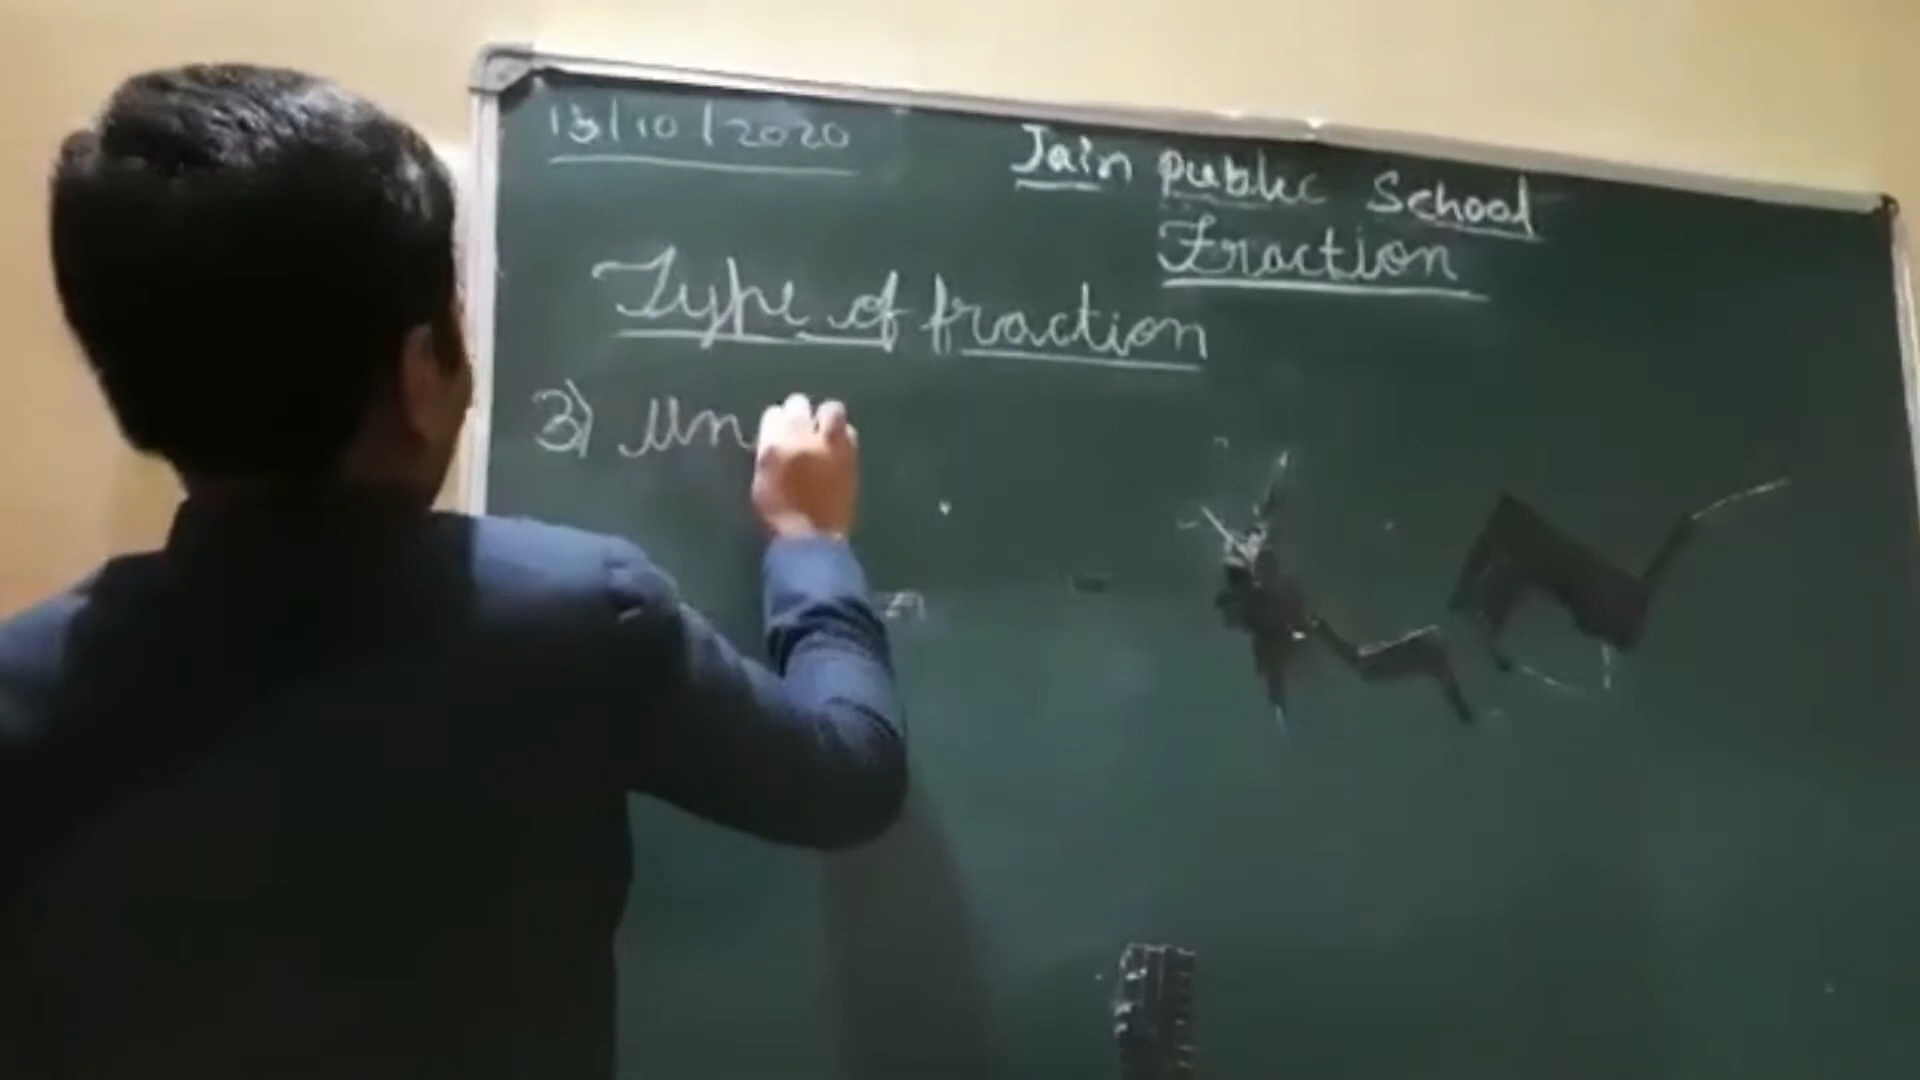 13/10/2020
Jain public School
Fraction
Type of fraction
3) Un